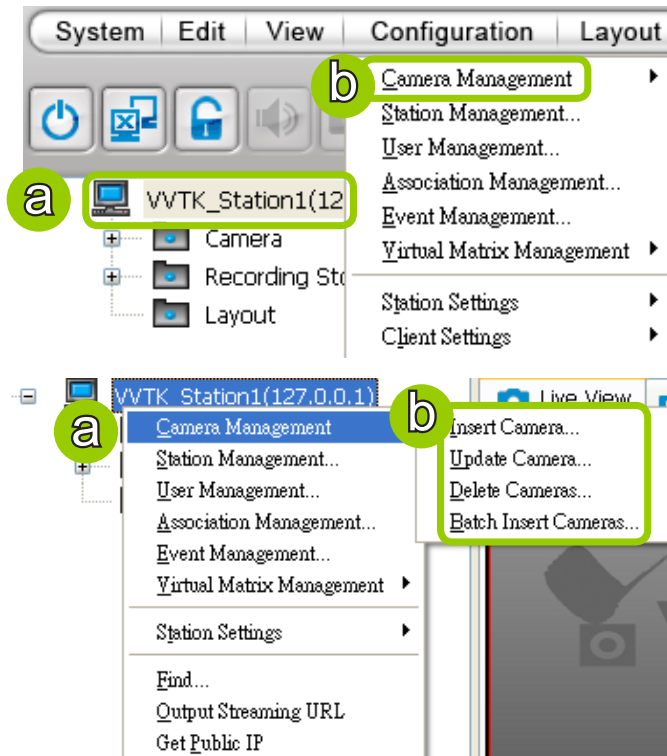 System Edit View Configuration Layout
b
Camera Management
Station Management...
User Management...
Association Management...
Event Management...
Virtual Matrix Management
Station Settings
Client Settings
a
VVTK_Station1(12
Camera
Recording Sto
Layout
VVTK_Station1(127.0.0.1)
Live View
a
Camera Management
Station Management...
User Management...
Association Management...
Event Management...
Virtual Matrix Management
Station Settings
Find...
Output Streaming URL
Get Public IP
b
Insert Camera...
Update Camera...
Delete Cameras...
Batch Insert Cameras...